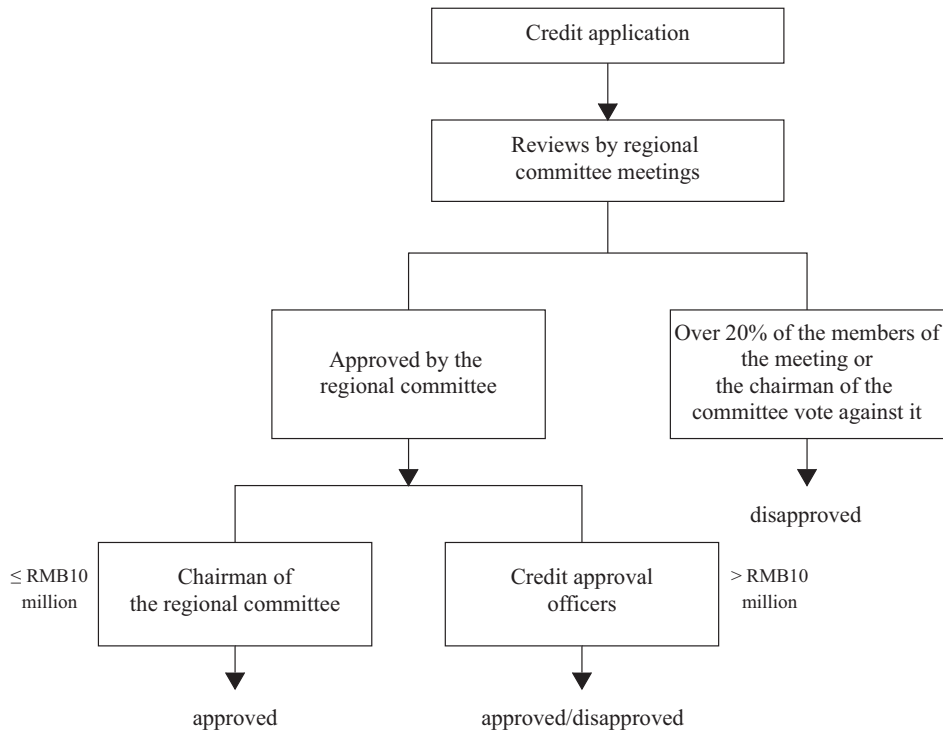 Credit application
Reviews by regional
committee meetings
Approved by the
regional committee
Over 20% of the members of
the meeting or
the chairman of the
committee vote against it
disapproved
≤ RMB10
million
Chairman of
the regional committee
Credit approval
officers
> RMB10
million
approved
approved/disapproved